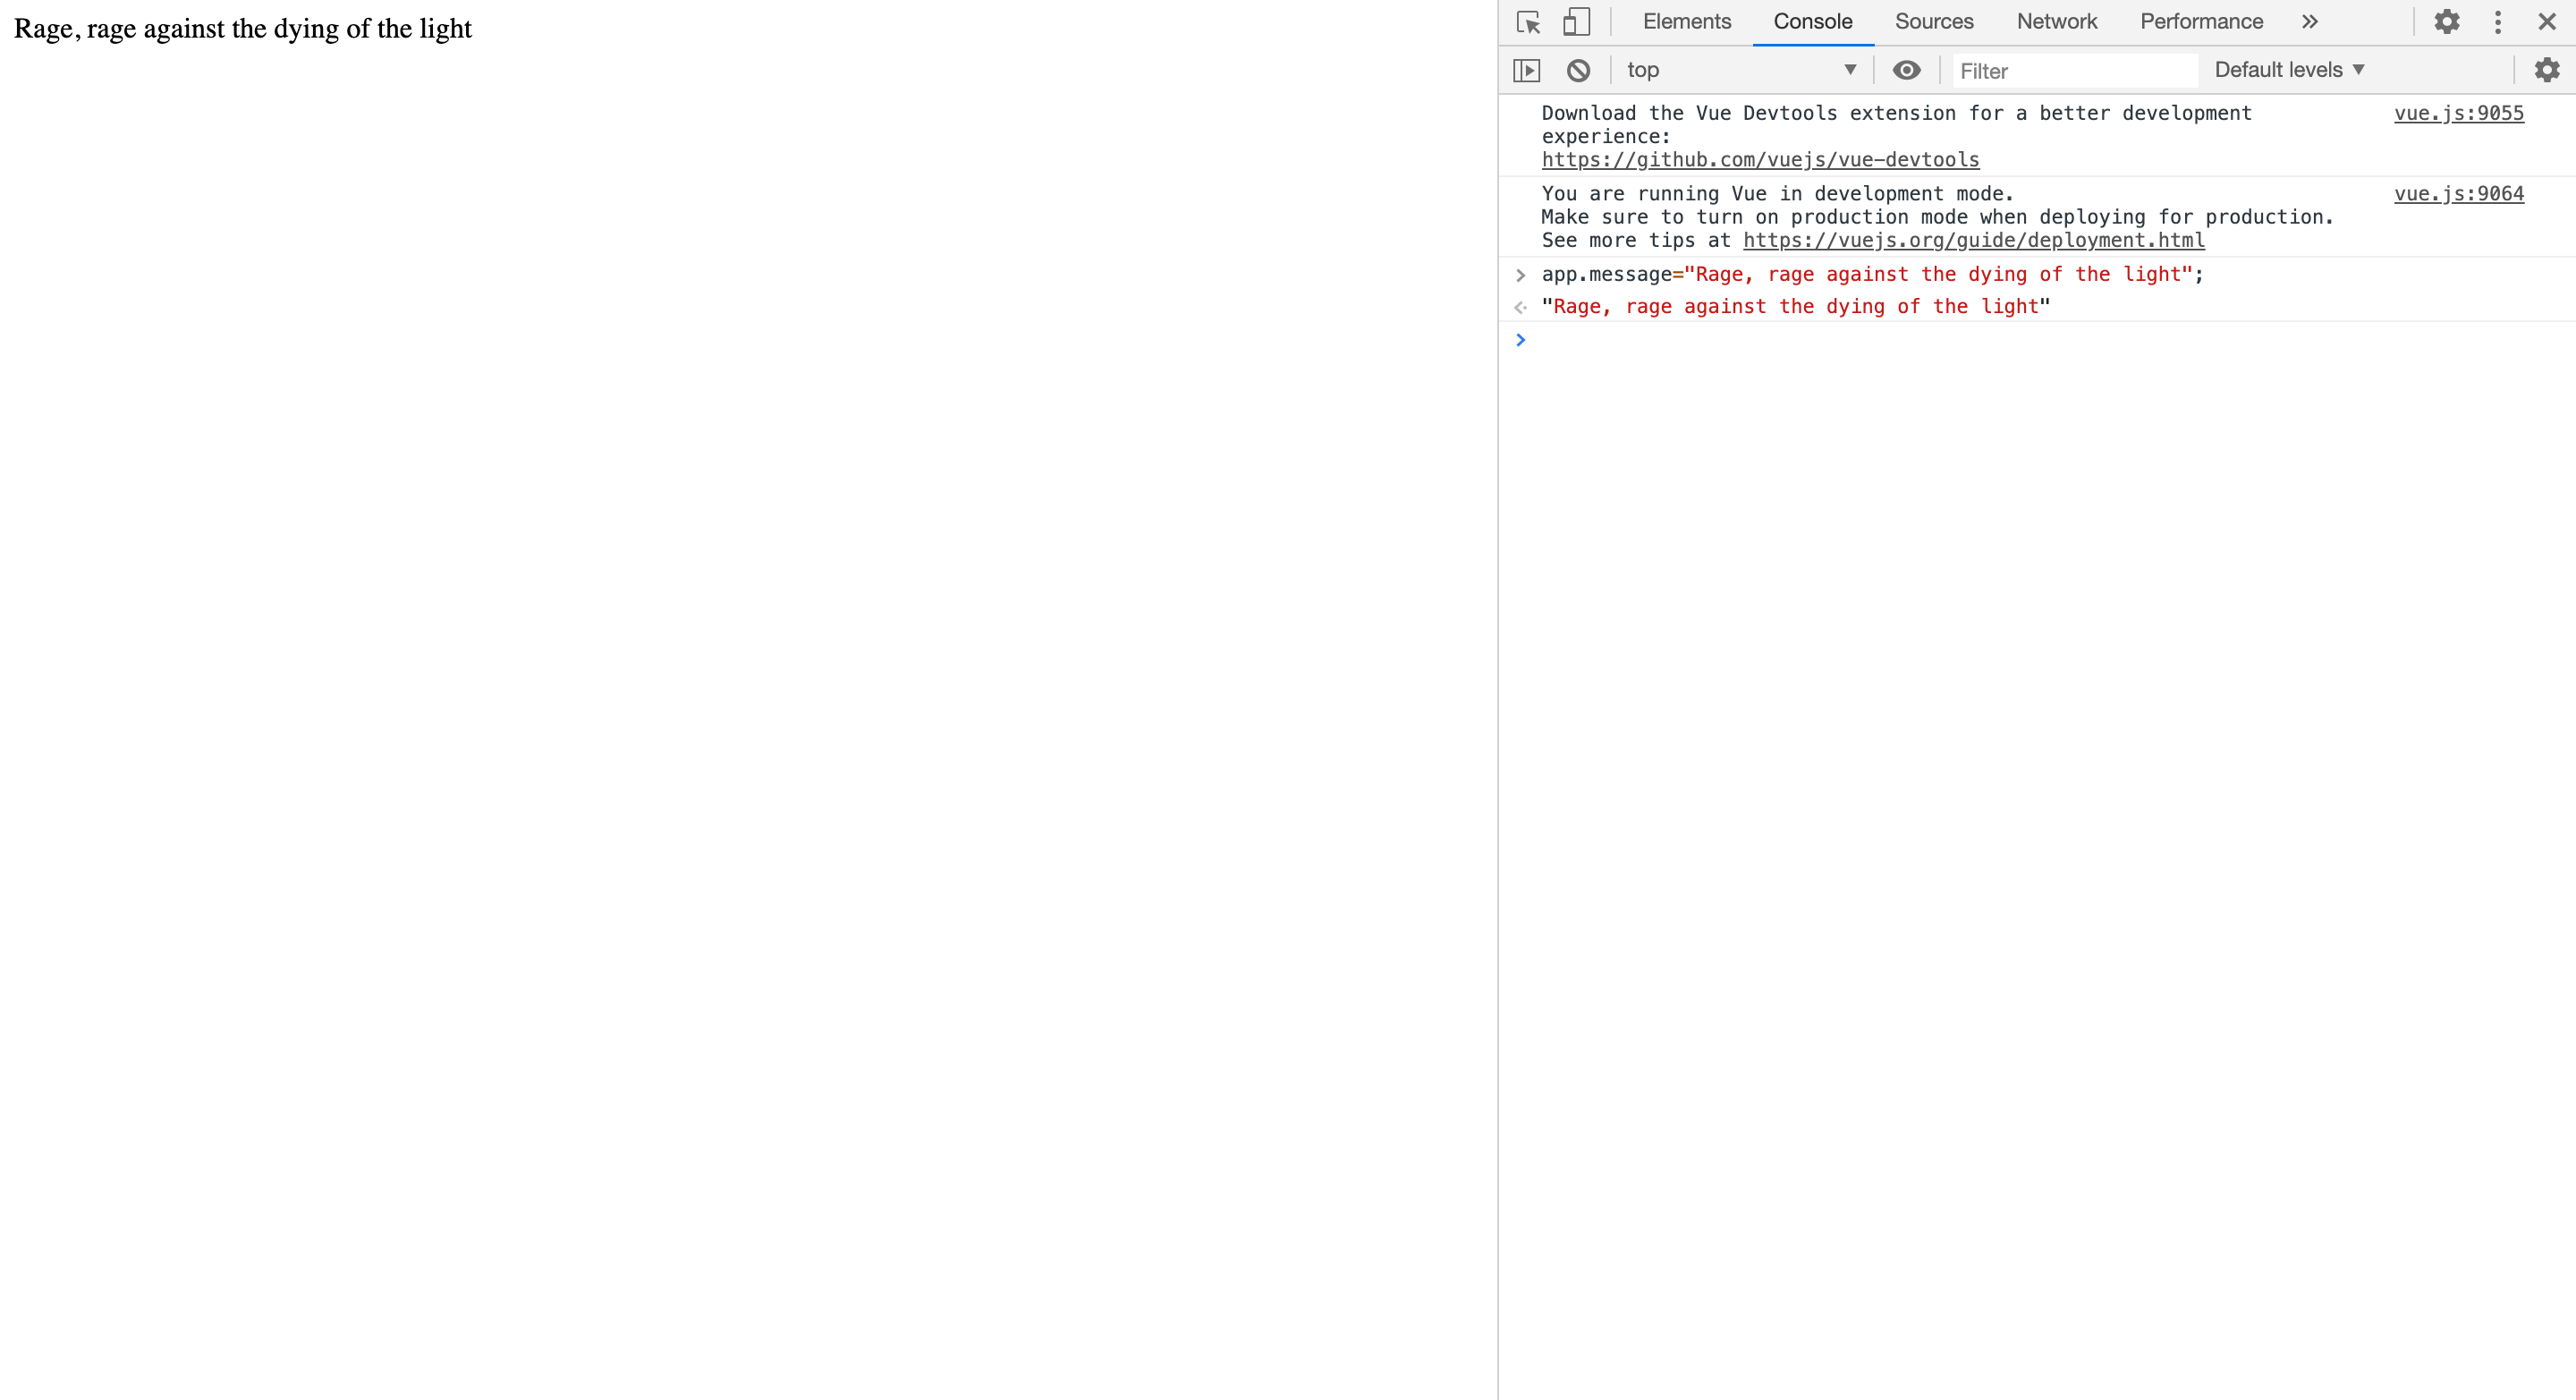 Rage, rage against the dying of the light
Elements Console Sources Network Performance »
top Filter Default levels
Download the Vue Devtools extension for a better development vue.js:9055
experience:
https://github.com/vuejs/vue-devtools
You are running Vue in development mode. vue.js:9064
Make sure to turn on production mode when deploying for production.
See more tips at https://vuejs.org/guide/deployment.html
> app.message="Rage, rage against the dying of the light";
"Rage, rage against the dying of the light"
>